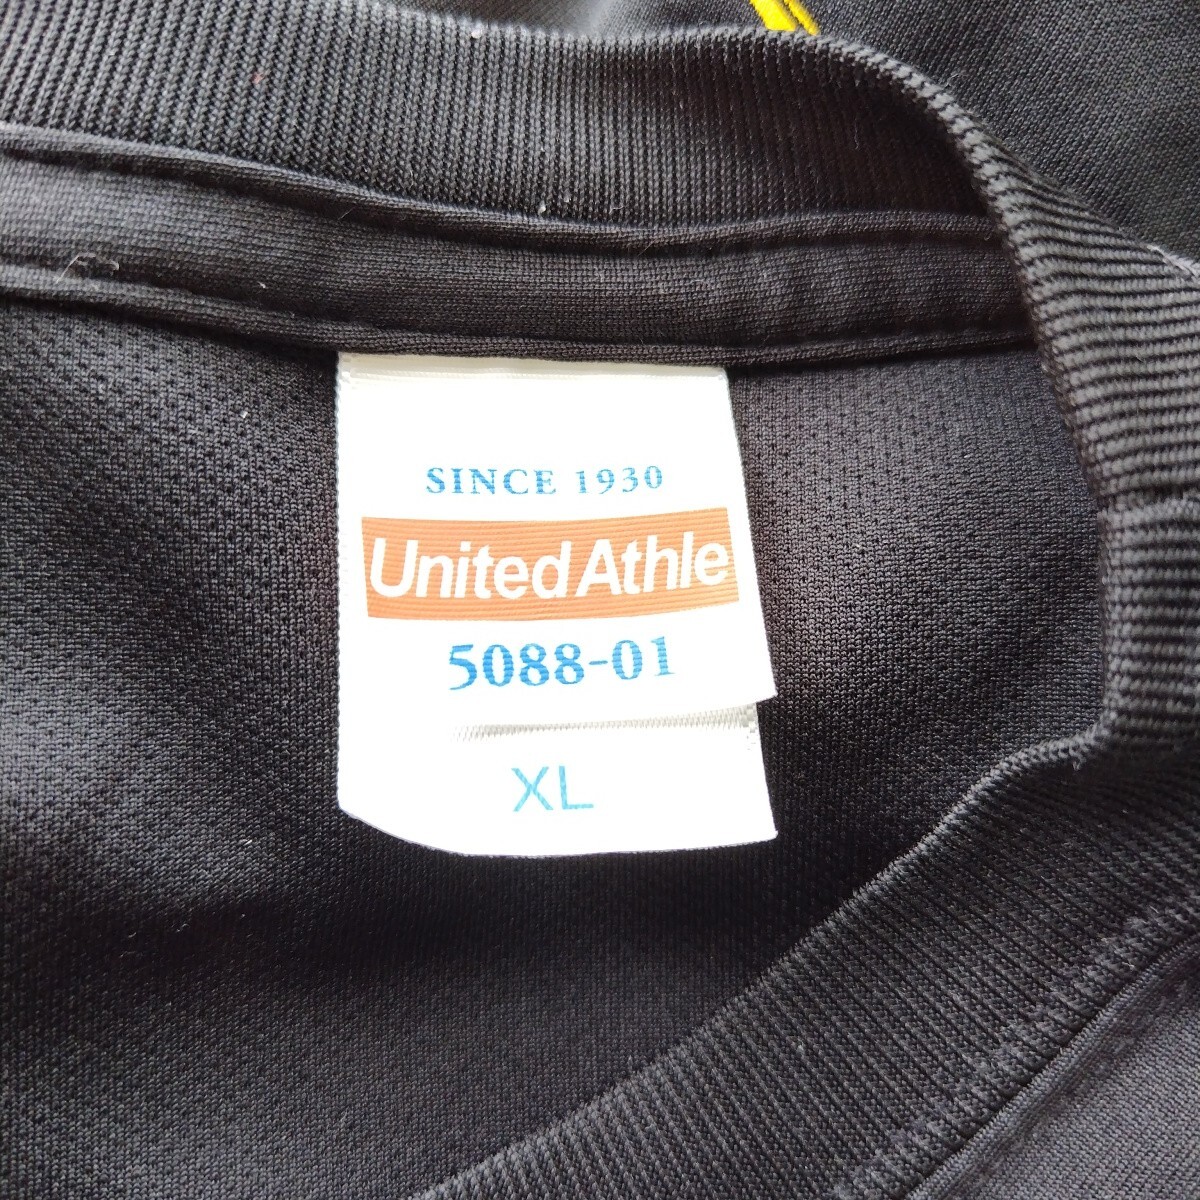 SINCE 1930
United Athle
5088-01
XL